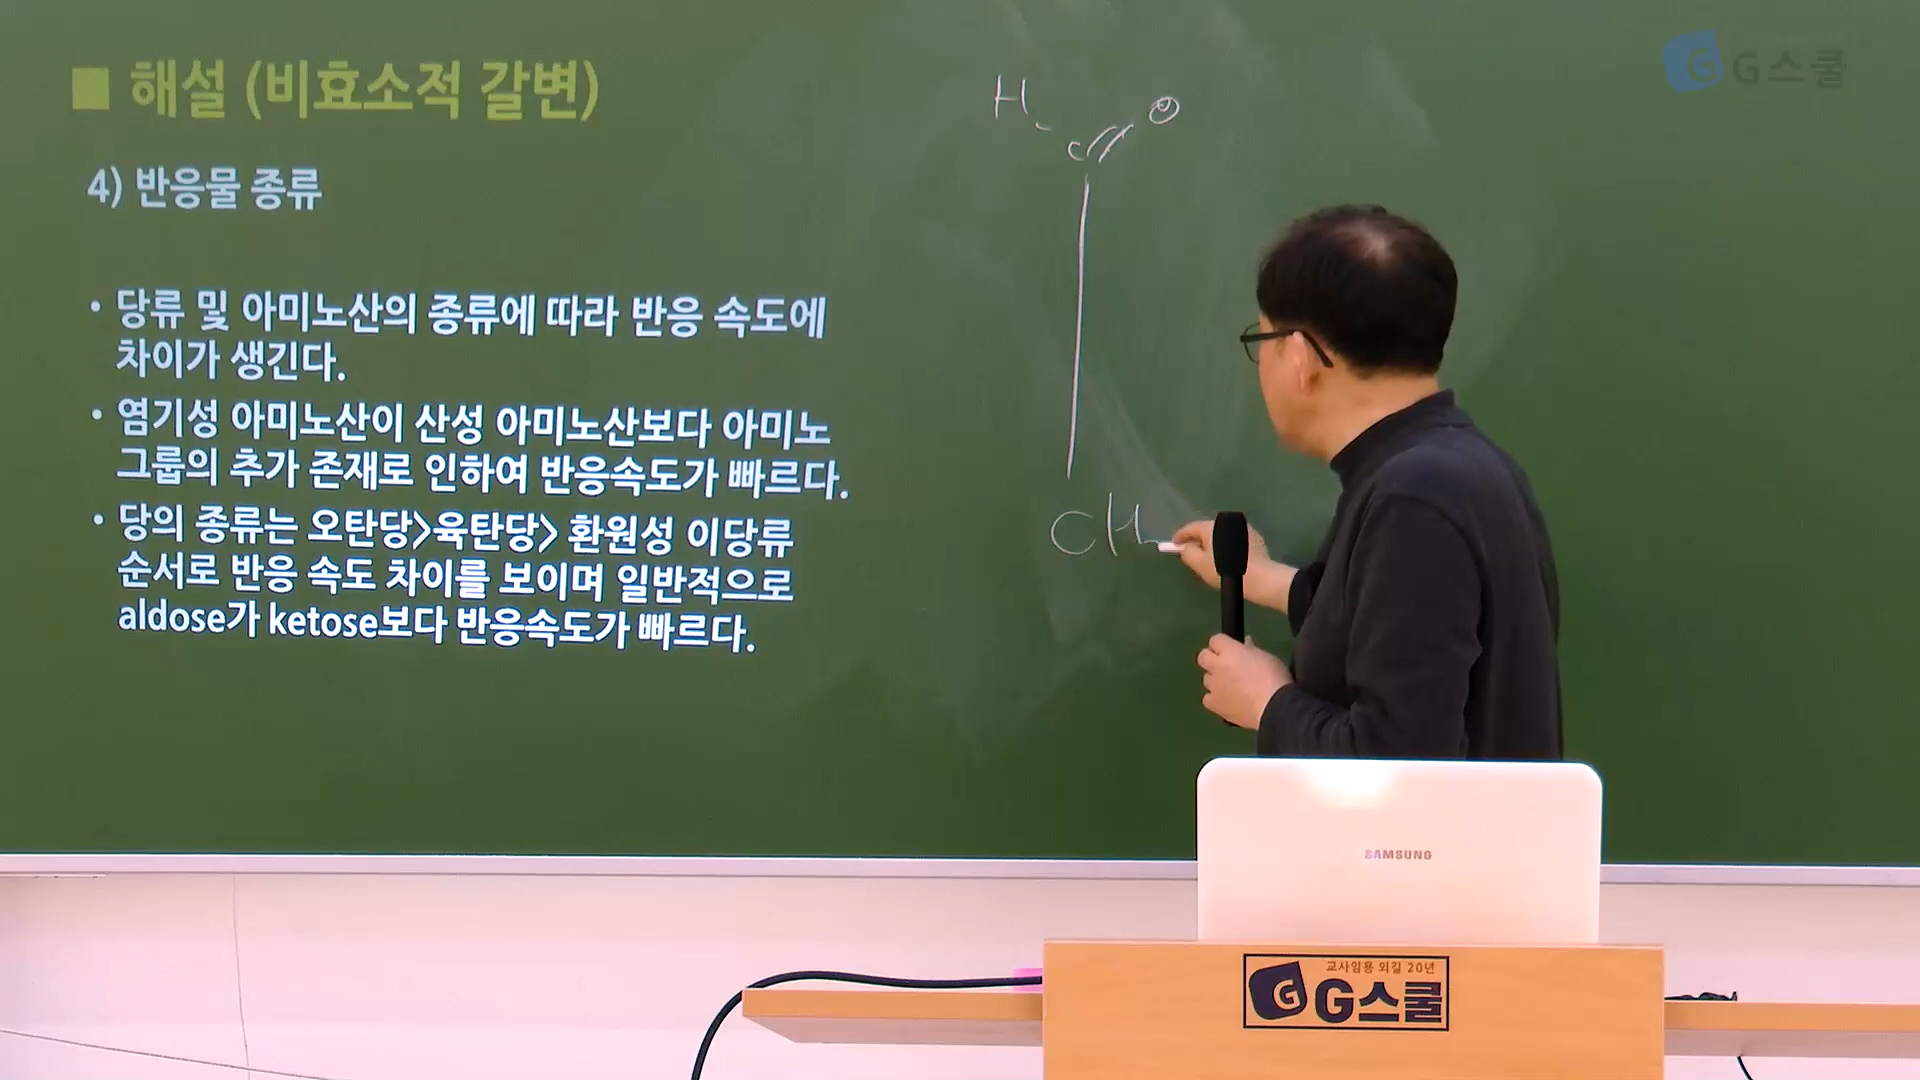 ■ 해설 (비효소적 갈변)
4) 반응물 종류
• 당류 및 아미노산의 종류에 따라 반응 속도에
차이가 생긴다.
• 염기성 아미노산이 산성 아미노산보다 아미노
그룹의 추가 존재로 인하여 반응속도가 빠르다.
• 당의 종류는 오탄당>육탄당> 환원성 이당류
순서로 반응 속도 차이를 보이며 일반적으로
aldose가 ketose보다 반응속도가 빠르다.
H
O
C
CH
G스쿨
SAMSUNG
교사임용 외길 20년
G스쿨